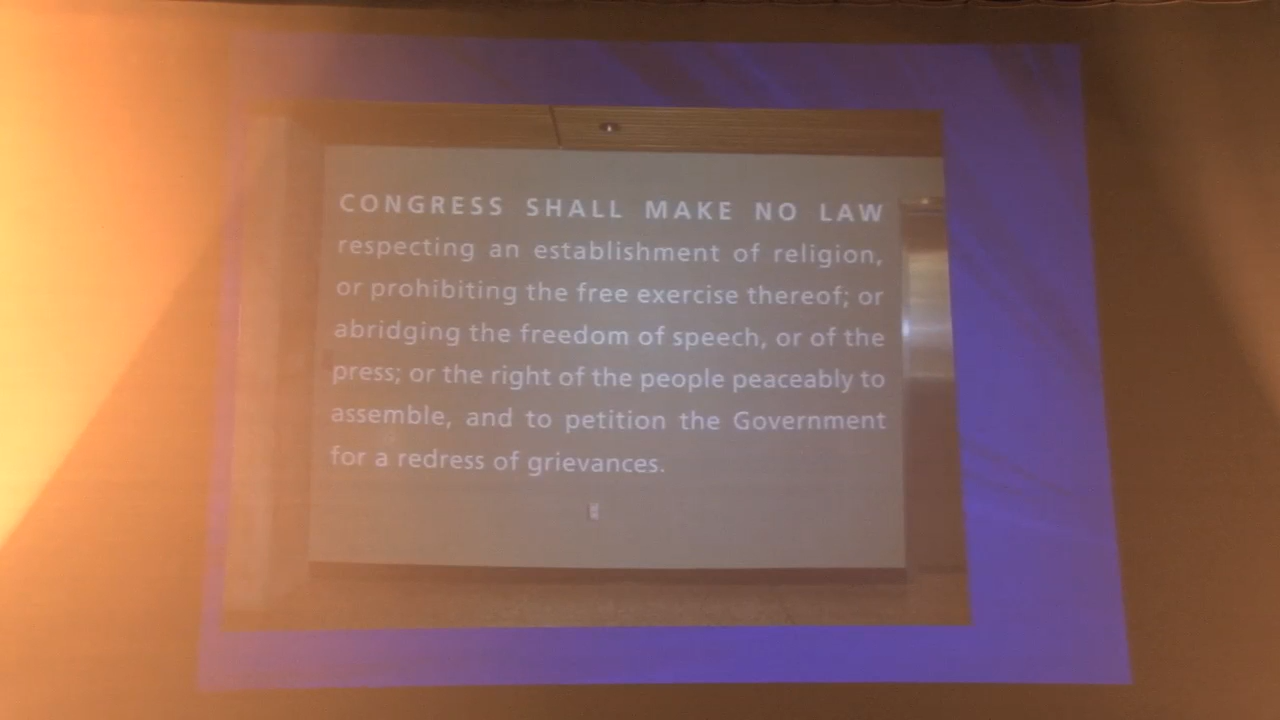 CONGRESS SHALL MAKE NO LAW
respecting an establishment of religion,
or prohibiting the free exercise thereof; or
abridging the freedom of speech, or of the
press; or the right of the people peaceably to
assemble, and to petition the Government
for a redress of grievances.